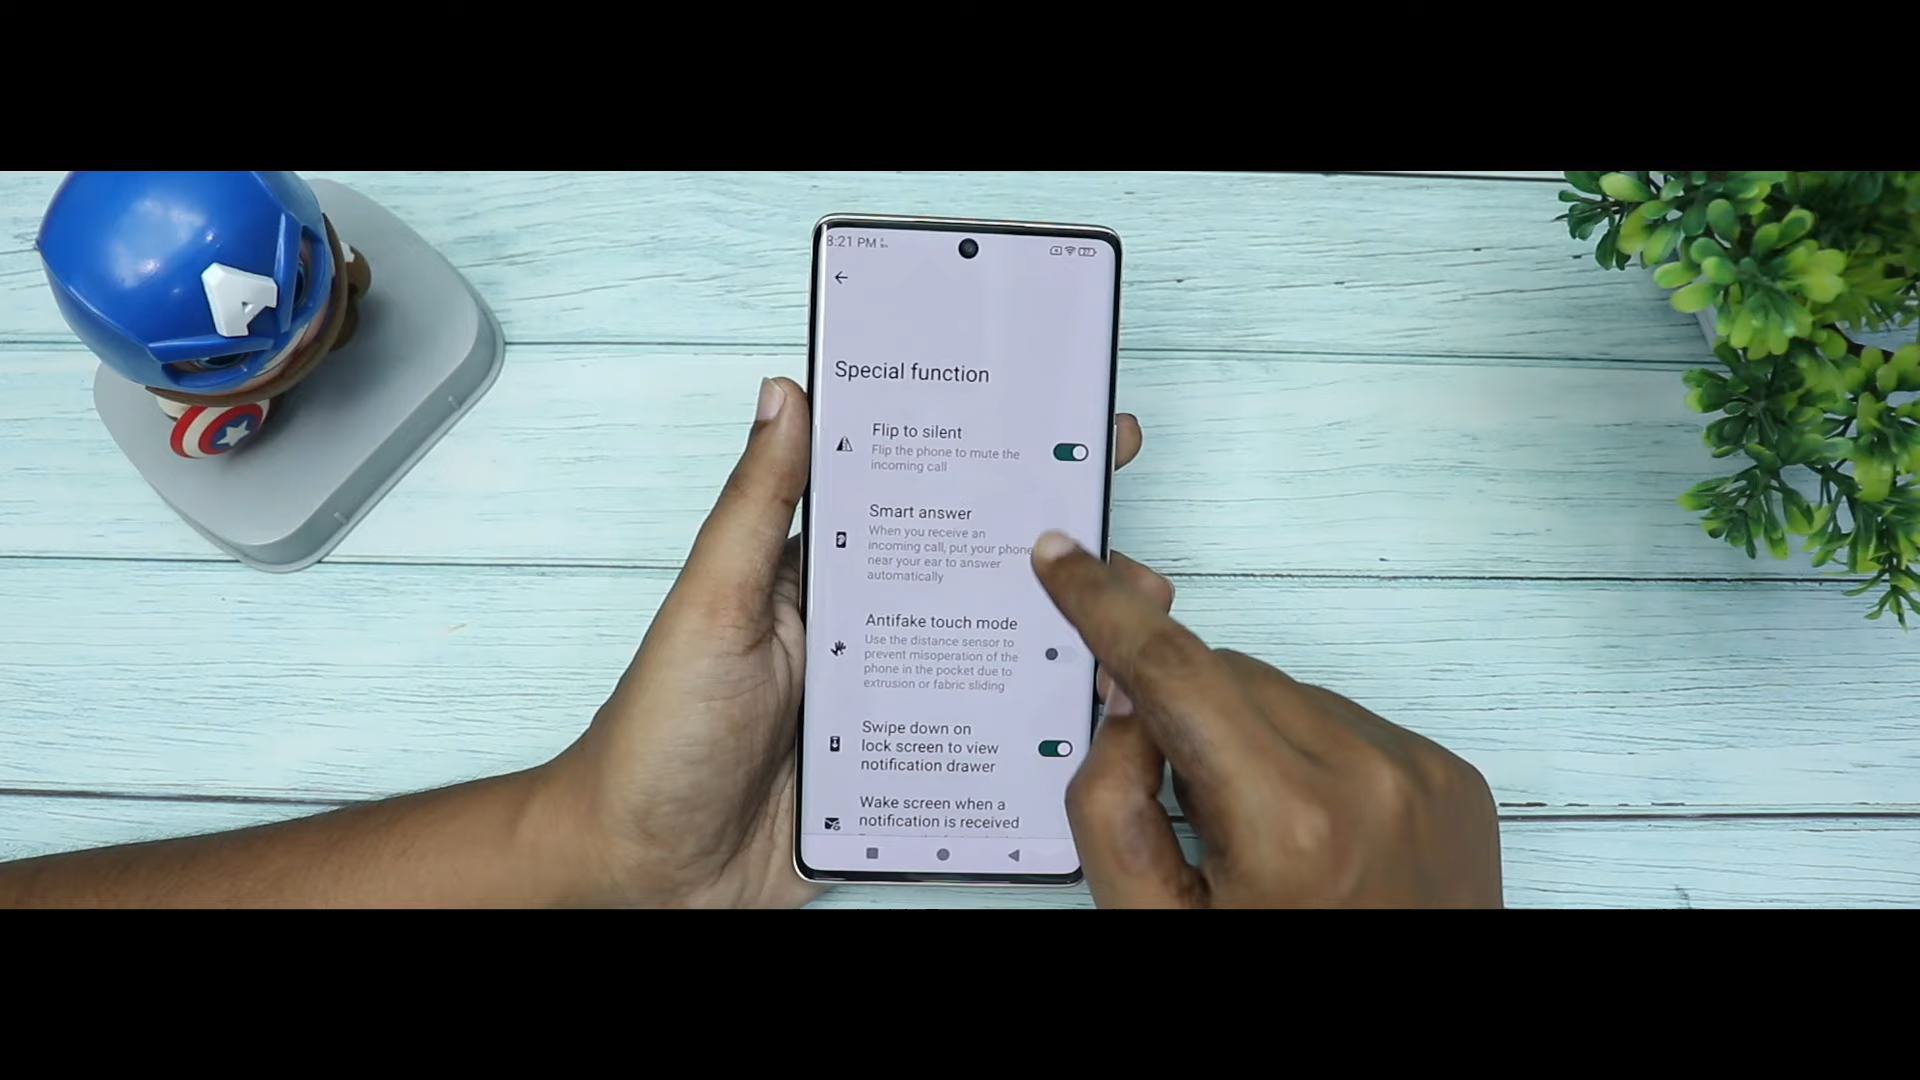 8:21 PM
Special function
Flip to silent
Flip the phone to mute the
incoming call
Smart answer
When you receive an
incoming call, put your phone
near your ear to answer
automatically
Antifake touch mode
Use the distance sensor to
prevent misoperation of the
phone in the pocket due to
extrusion or fabric sliding
Swipe down on
lock screen to view
notification drawer
Wake screen when a
notification is received
A